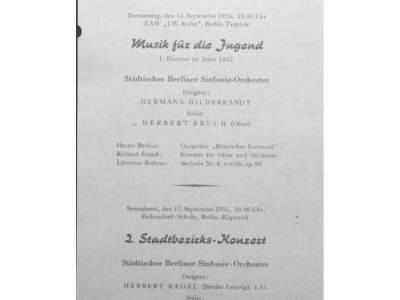 Donnerstag, den 15. September 1955, 19.30 Uhr
EAW „J.W. Stalin", Berlin-Treptow
Musik für die Jugend
1. Konzert im Jahre 1955
Städtisches Berliner Sinfonie-Orchester
Dirigent:
HERMANN HILDEBRANDT
Solist:
HERBERT BRUCH (Oboe)
Hector Berlioz: Ouvertüre „Römischer Karneval"
Richard Strauß: Konzert für Oboe und Orchester
Johannes Brahms: Sinfonie Nr. 4, e-moll, op. 98
Sonnabend, den 17. September 1955, 20.00 Uhr
Eichendorff-Schule, Berlin-Köpenick
2. Stadtbezirks-Konzert
Städtisches Berliner Sinfonie-Orchester
Dirigent:
HERBERT KEGEL (Sender Leipzig) a. G.